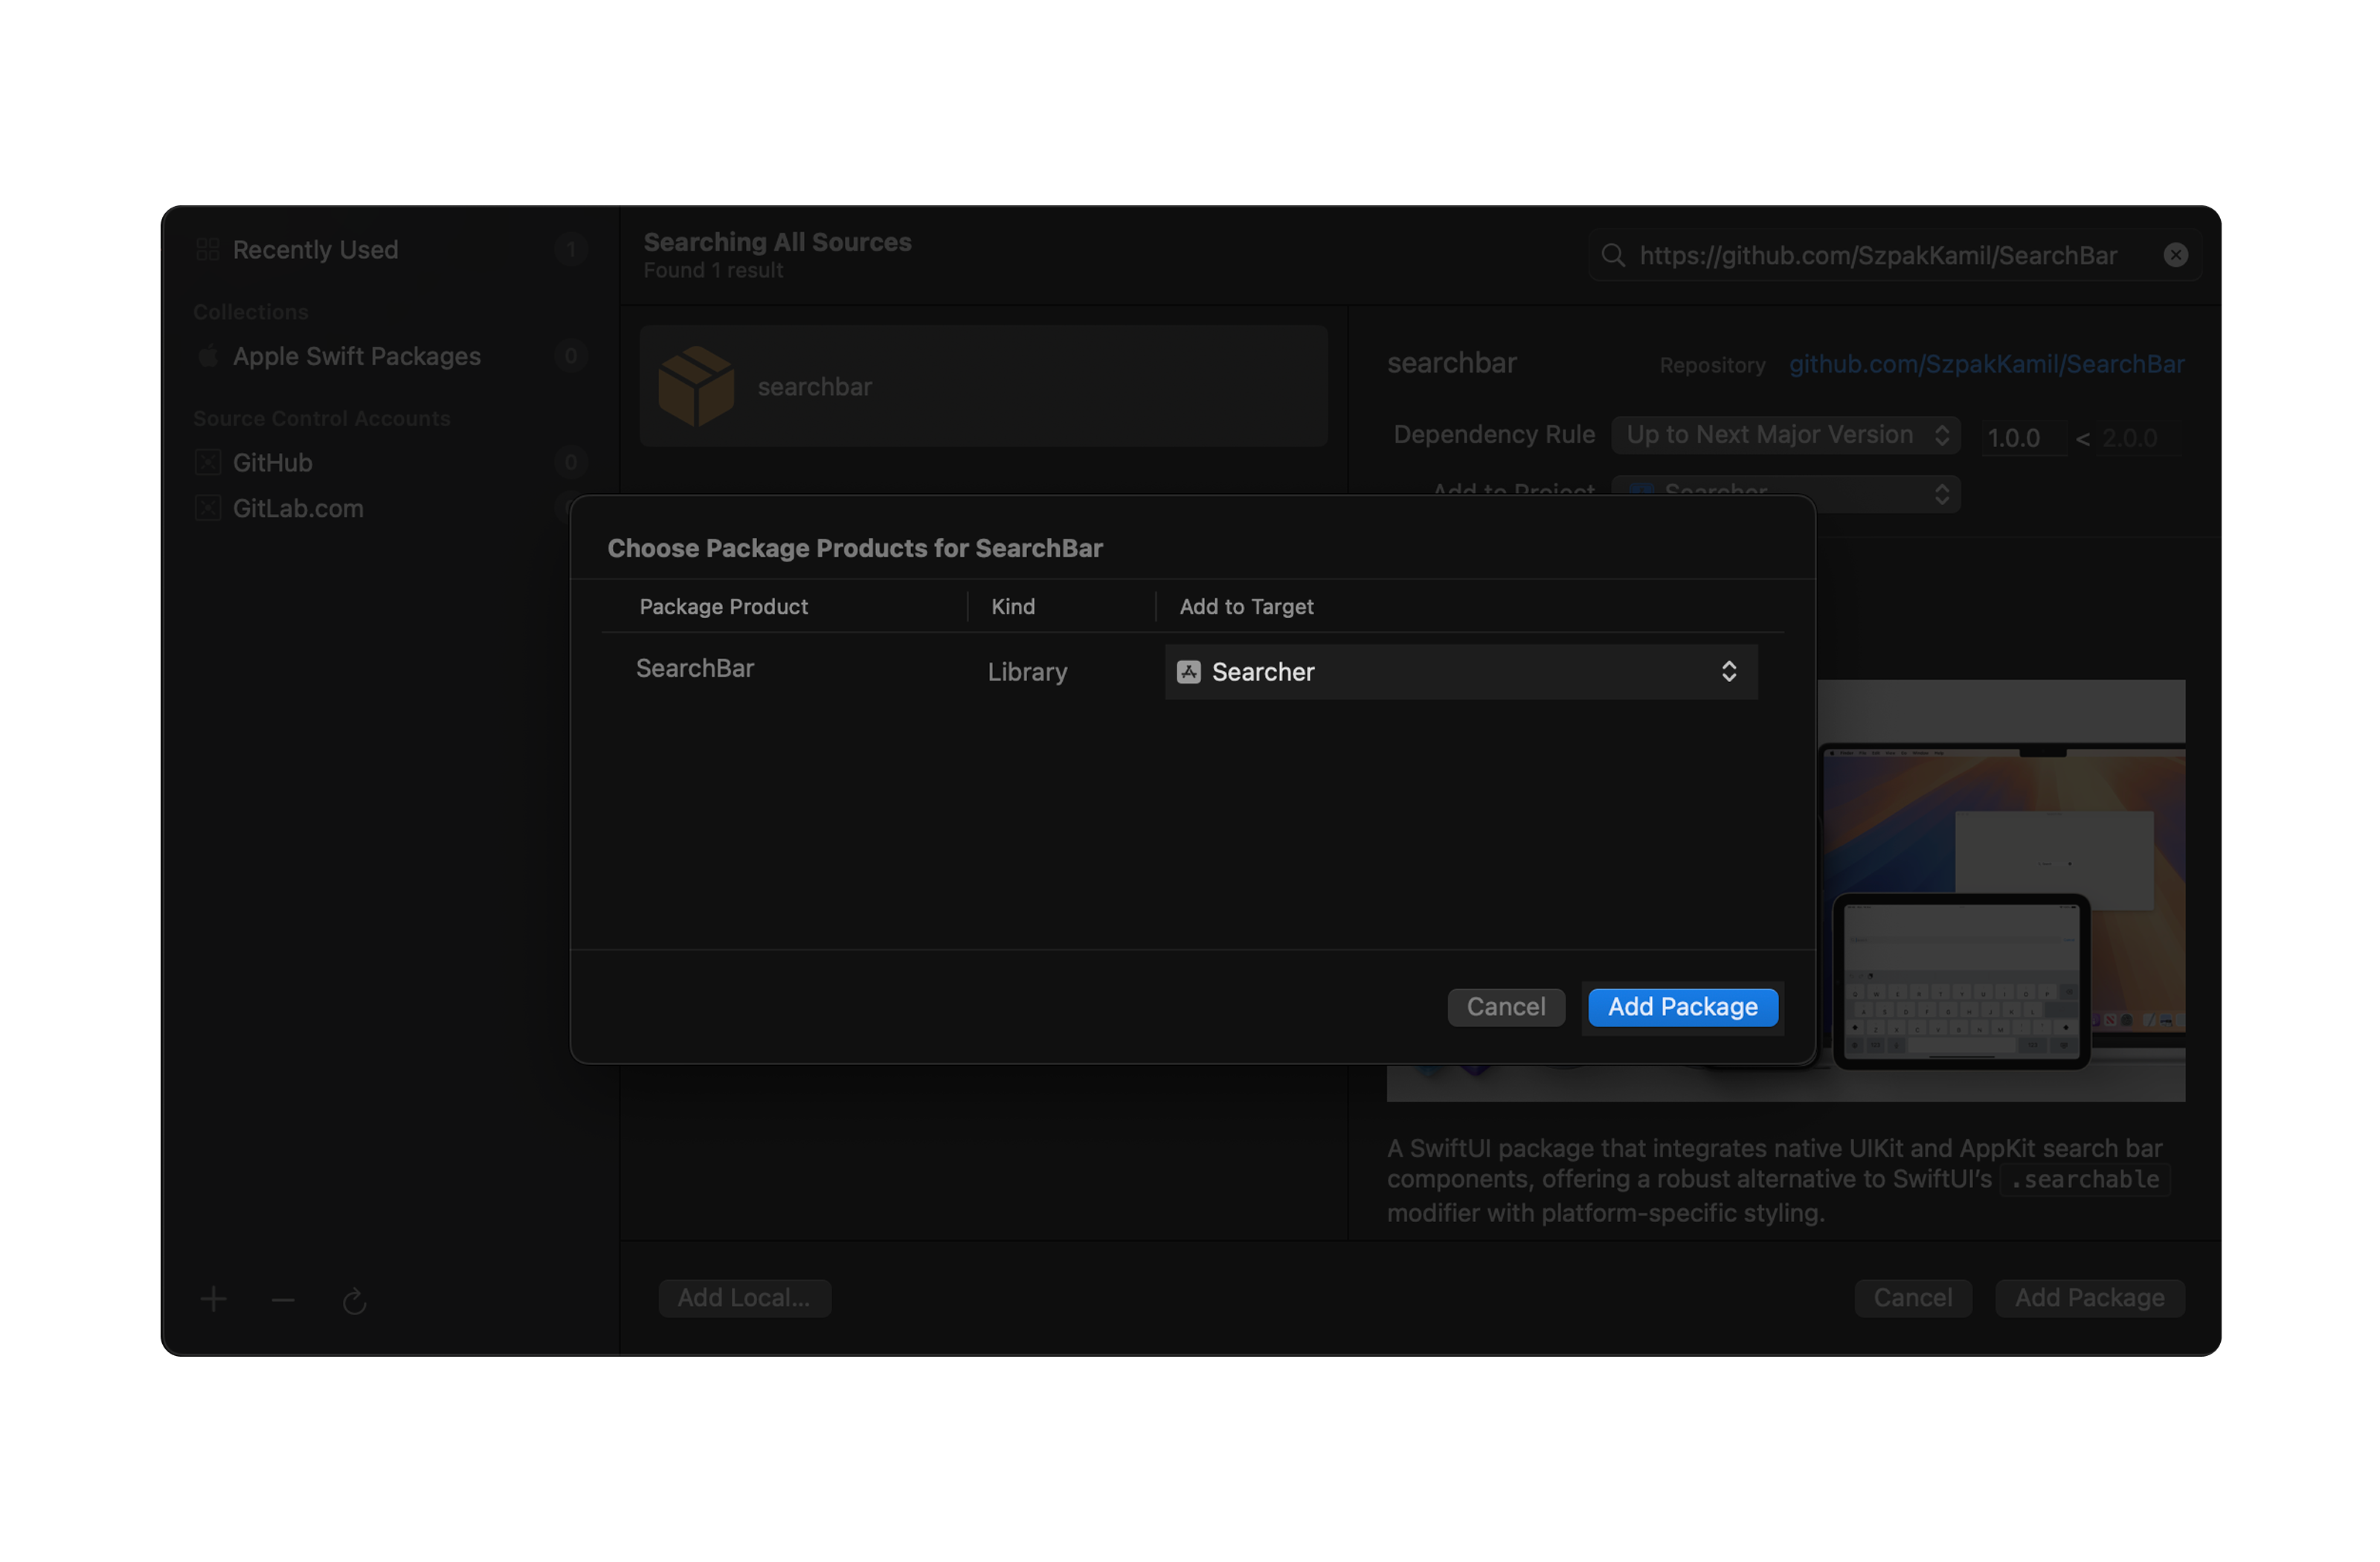 Recently Used
1
Collections
Apple Swift Packages
0
Source Control Accounts
GitHub
0
GitLab.com
Searching All Sources
Found 1 result
https://github.com/SzpakKamil/SearchBar
searchbar
searchbar
Repository
github.com/SzpakKamil/SearchBar
Dependency Rule
Up to Next Major Version
1.0.0 < 2.0.0
Add to Project
Searcher
Choose Package Products for SearchBar
Package Product
Kind
Add to Target
SearchBar
Library
Searcher
Cancel
Add Package
A SwiftUI package that integrates native UIKit and AppKit search bar
components, offering a robust alternative to SwiftUI’s .searchable
modifier with platform-specific styling.
Add Local...
Cancel
Add Package